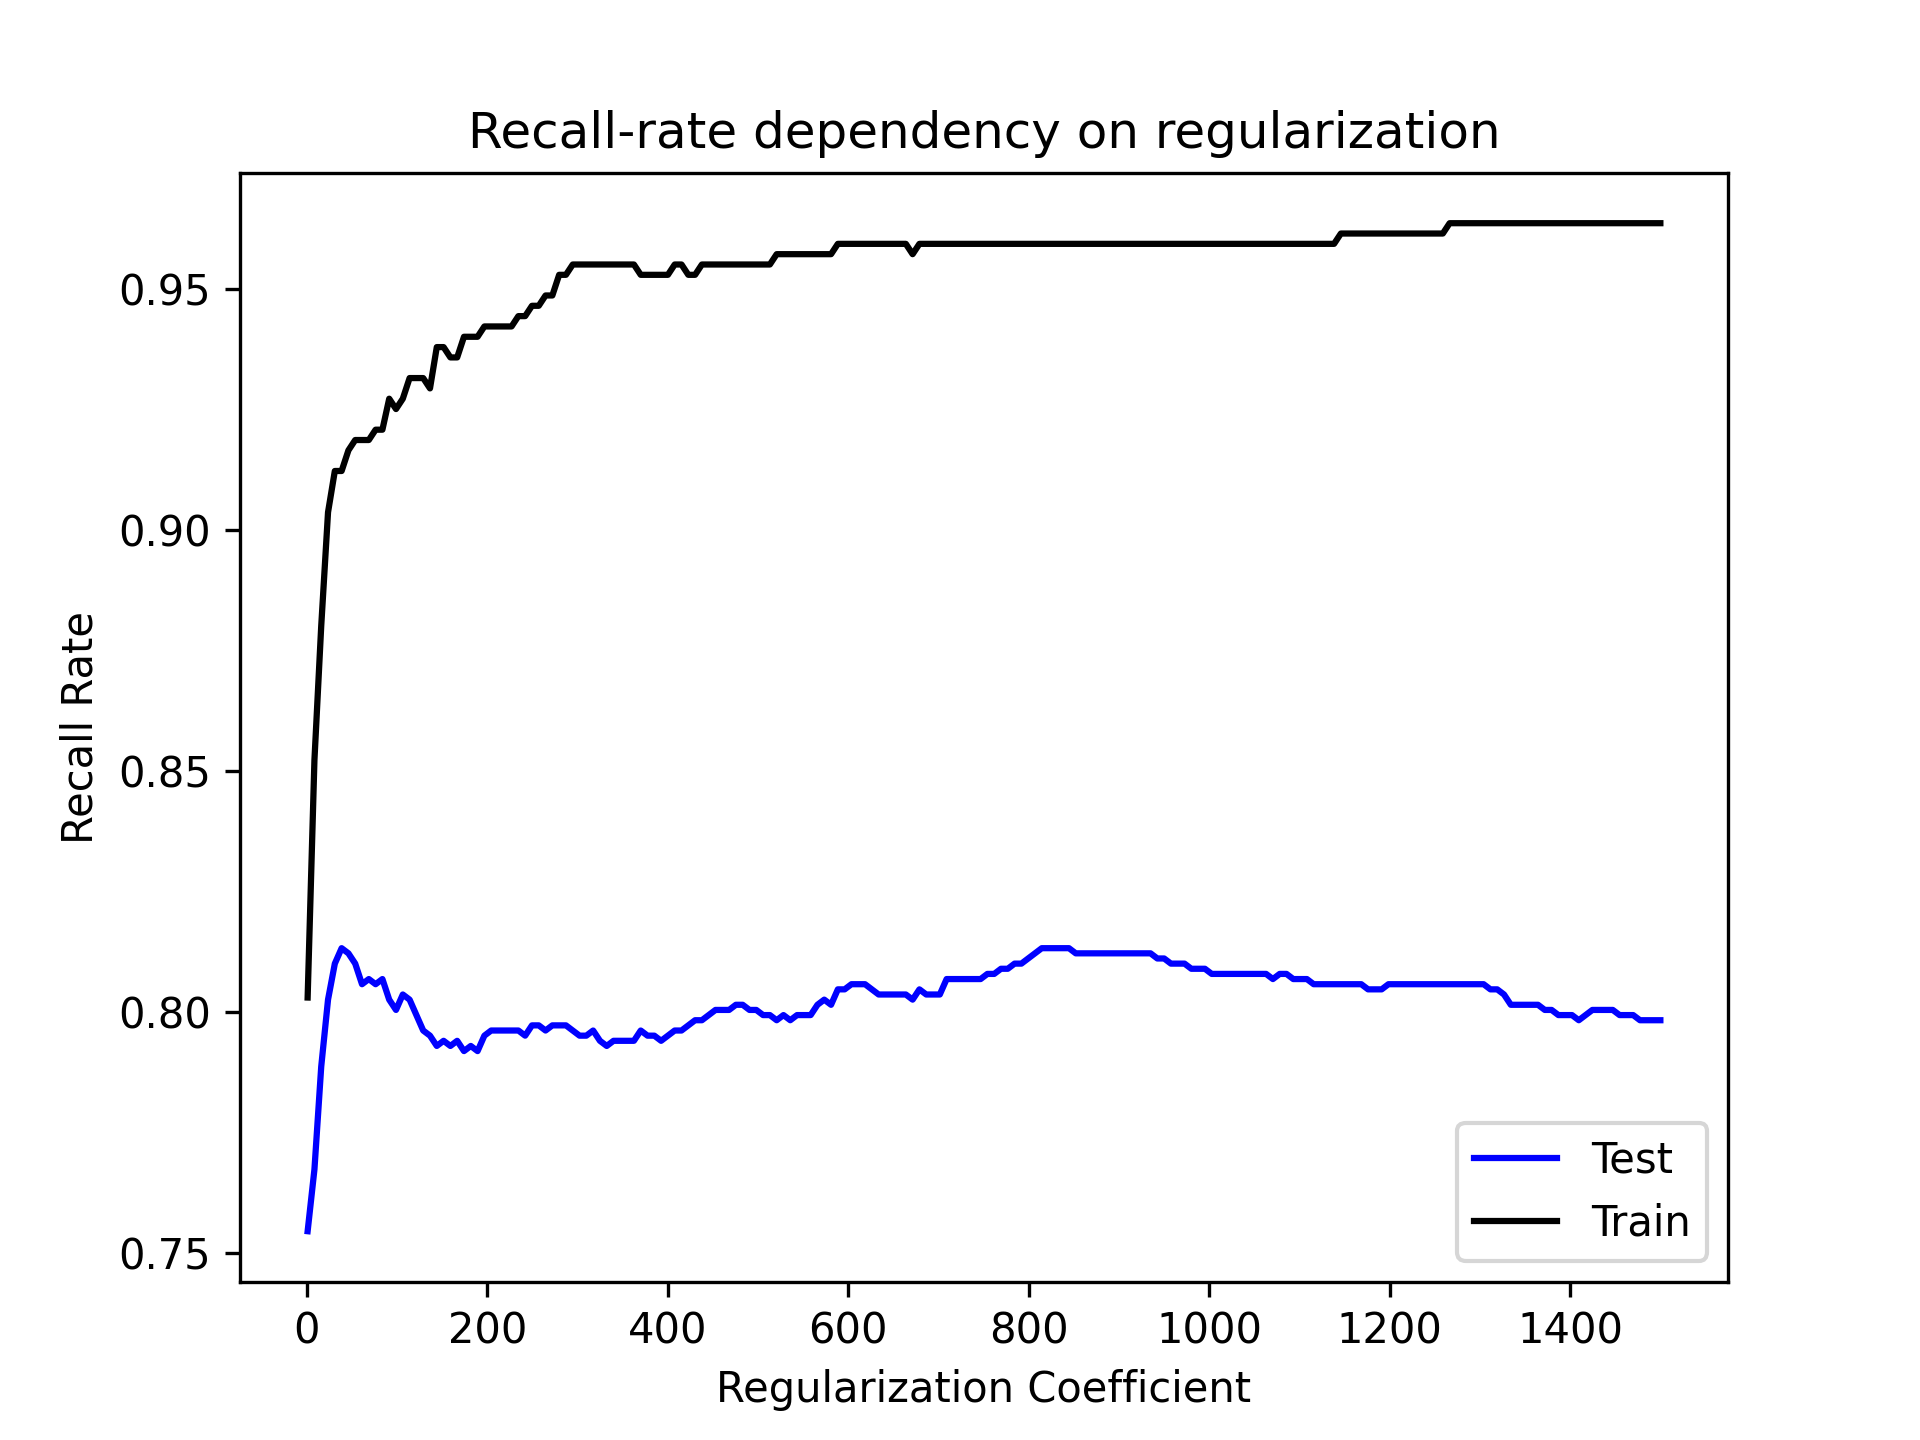 Recall-rate dependency on regularization
Recall Rate
0.95
0.90
0.85
0.80
0.75
0 200 400 600 800 1000 1200 1400
Regularization Coefficient
Test
Train